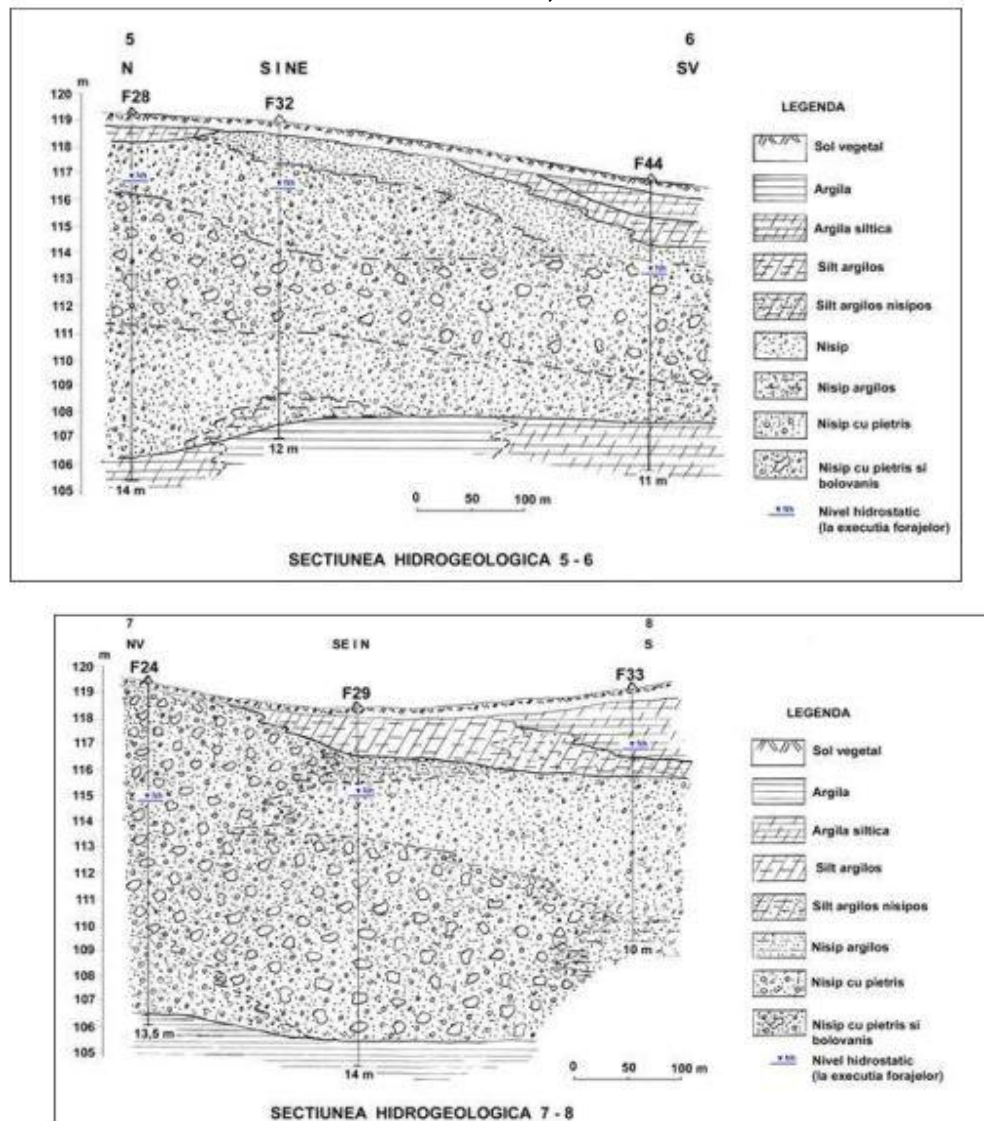 5 6
N S I NE SV
m
120
119
118
117
116
115
114
113
112
111
110
109
108
107
106
105
F28
F32
F44
14 m
12 m
11 m
0 50 100 m
LEGENDA
Sol vegetal
Argila
Argila siltica
Silt argilos
Silt argilos nisipos
Nisip
Nisip argilos
Nisip cu pietris
Nisip cu pietris si
bolovanis
Nivel hidrostatic
(la executia forajelor)
SECTIUNEA HIDROGEOLOGICA 5 - 6
7 8
NV SE I N S
m
120
119
118
117
116
115
114
113
112
111
110
109
108
107
106
105
F24
F29
F33
13,5 m
14 m
10 m
0 50 100 m
LEGENDA
Sol vegetal
Argila
Argila siltica
Silt argilos
Silt argilos nisipos
Nisip argilos
Nisip cu pietris
Nisip cu pietris si
bolovanis
Nivel hidrostatic
(la executia forajelor)
SECTIUNEA HIDROGEOLOGICA 7 - 8